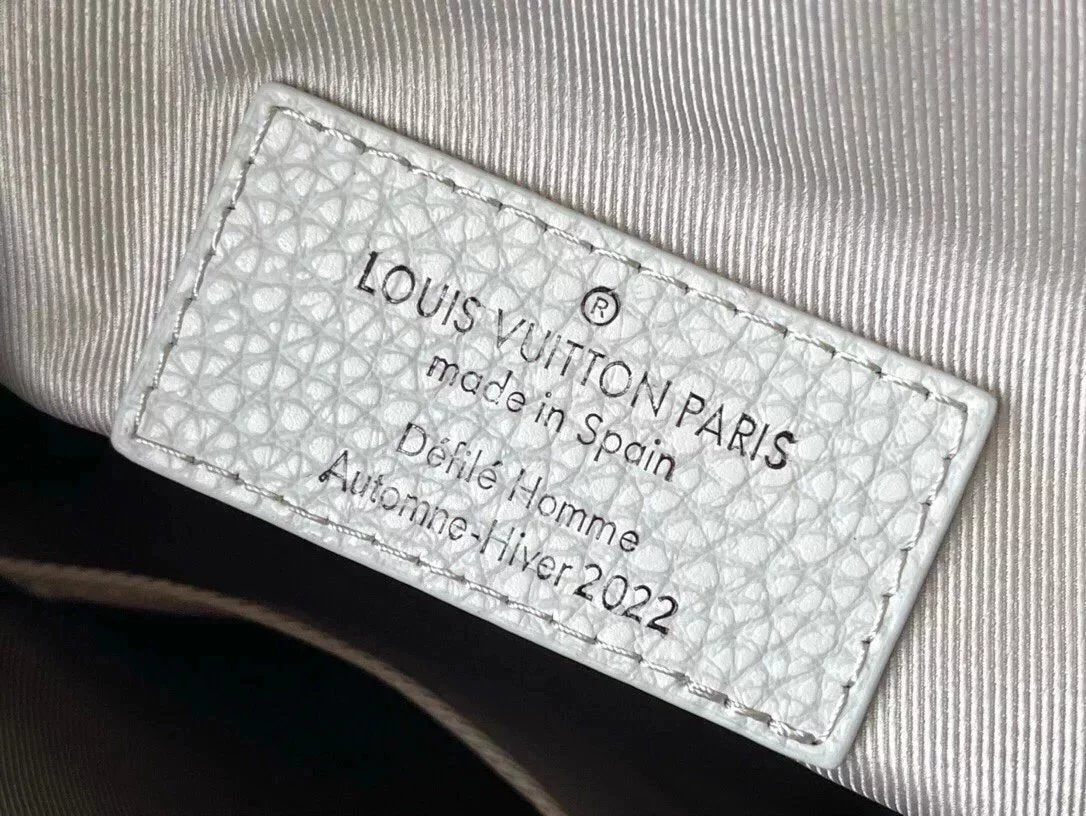 ®
LOUIS VUITTON PARIS
made in Spain
Défilé Homme
Automne-Hiver 2022